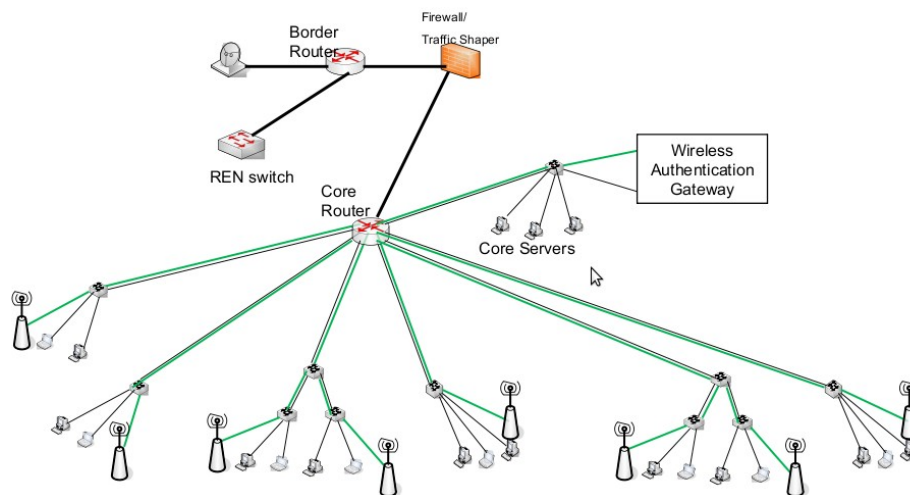 Firewall/
Traffic Shaper
Border
Router
REN switch
Wireless
Authentication
Gateway
Core
Router
Core Servers